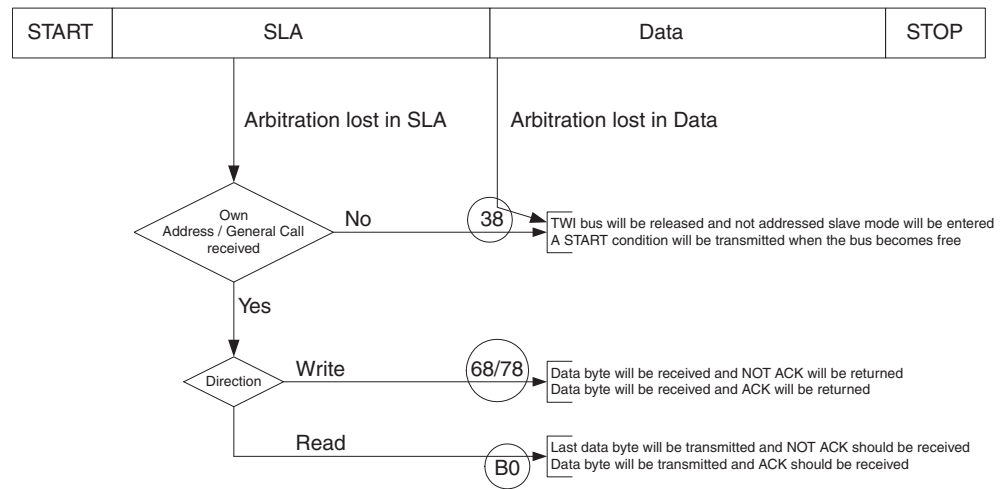 START SLA Data STOP
Arbitration lost in SLA Arbitration lost in Data
Own
Address / General Call
received
No
38
TWI bus will be released and not addressed slave mode will be entered
A START condition will be transmitted when the bus becomes free
Yes
Direction
Write
68/78
Data byte will be received and NOT ACK will be returned
Data byte will be received and ACK will be returned
Read
B0
Last data byte will be transmitted and NOT ACK should be received
Data byte will be transmitted and ACK should be received